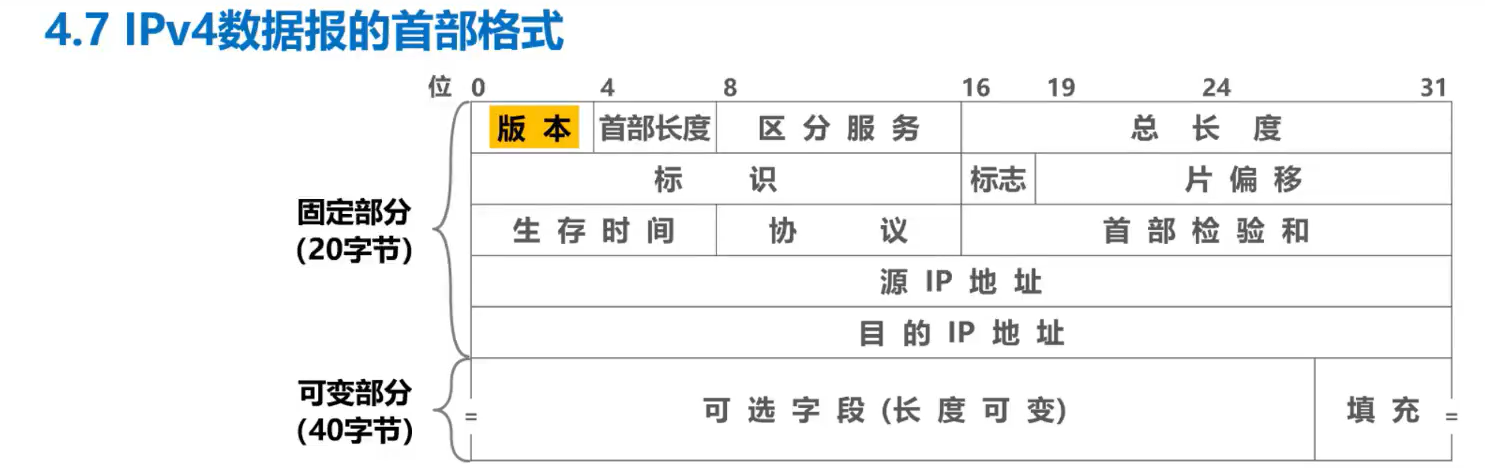 4.7 IPv4数据报的首部格式
位 0 4 8 16 19 24 31
版 本 首部长度 区 分 服 务 总 长 度
标 识 标志 片 偏 移
固定部分
(20字节)
生 存 时 间 协 议 首 部 检 验 和
源 IP 地 址
目 的 IP 地 址
可变部分
(40字节)
= 可 选 字 段 (长 度 可 变) 填 充 =